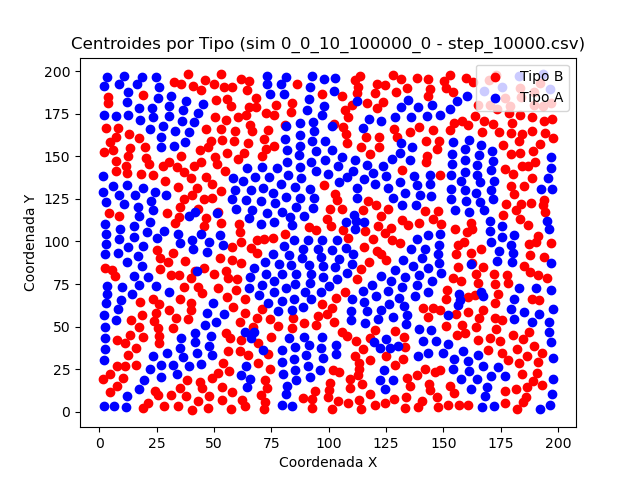 Centroides por Tipo (sim 0_0_10_100000_0 - step_10000.csv)
Tipo B
Tipo A
Coordenada Y
200
175
150
125
100
75
50
25
0
0 25 50 75 100 125 150 175 200
Coordenada X